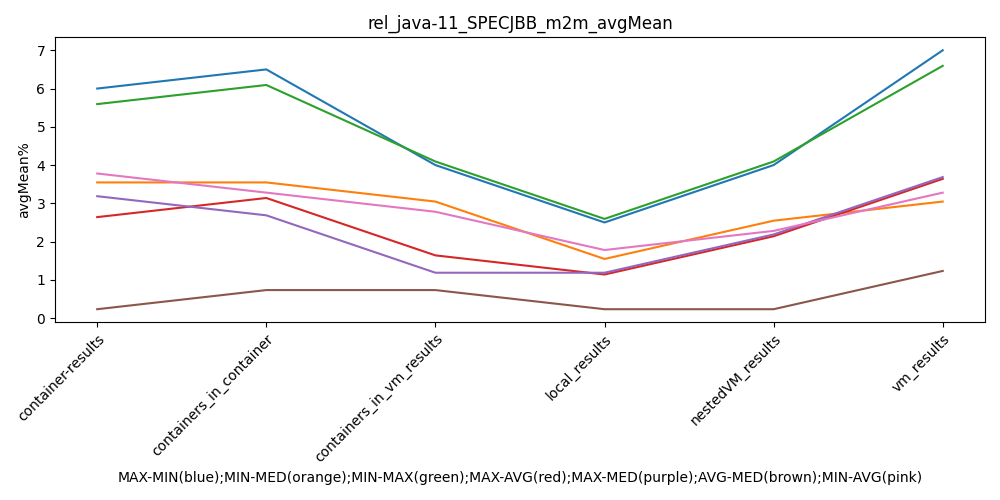 rel_java-11_SPECJBB_m2m_avgMean
avgMean%
7
6
5
4
3
2
1
0
container-results
containers_in_container
containers_in_vm_results
local_results
nestedVM_results
vm_results
MAX-MIN(blue);MIN-MED(orange);MIN-MAX(green);MAX-AVG(red);MAX-MED(purple);AVG-MED(brown);MIN-AVG(pink)